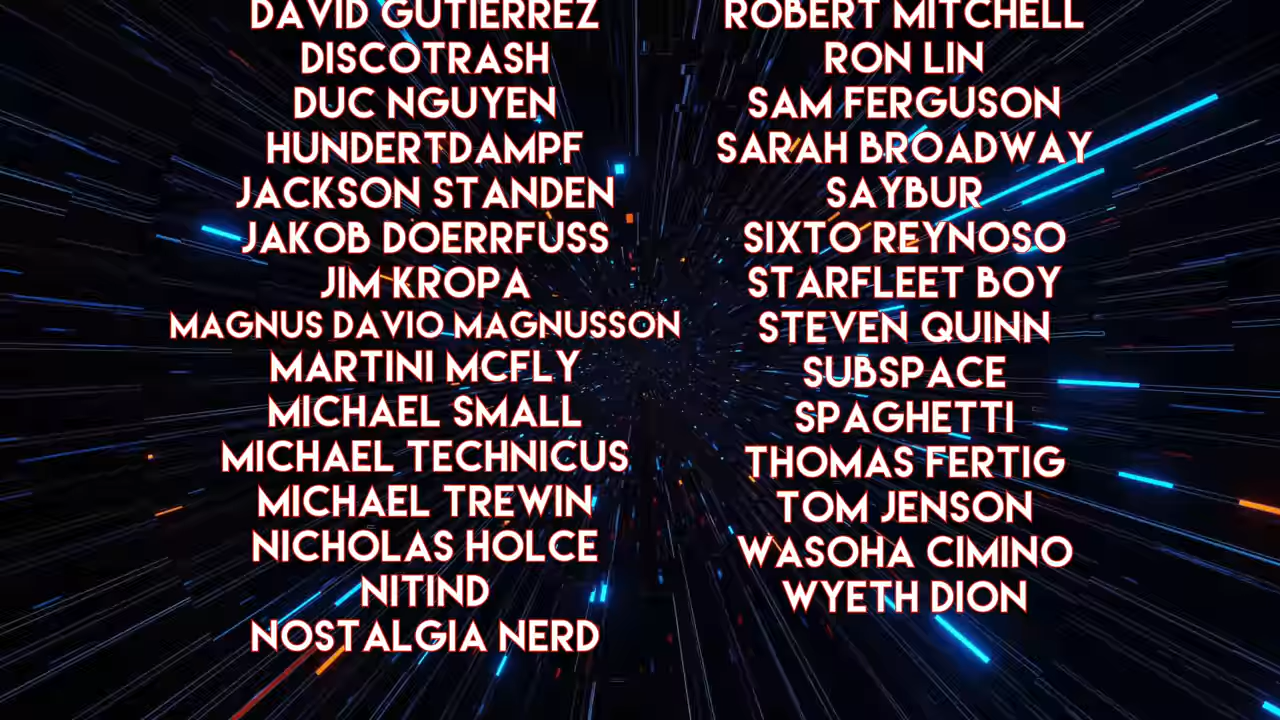 DAVID GUTIERREZ
DISCOTRASH
DUC NGUYEN
HUNDERTDAMPF
JACKSON STANDEN
JAKOB DOERRFUSS
JIM KROPA
MAGNUS DAVIO MAGNUSSON
MARTINI MCFLY
MICHAEL SMALL
MICHAEL TECHNICUS
MICHAEL TREWIN
NICHOLAS HOLCE
NITIND
NOSTALGIA NERD
ROBERT MITCHELL
RON LIN
SAM FERGUSON
SARAH BROADWAY
SAYBUR
SIXTO REYNOSO
STARFLEET BOY
STEVEN QUINN
SUBSPACE
SPAGHETTI
THOMAS FERTIG
TOM JENSON
WASOHA CIMINO
WYETH DION